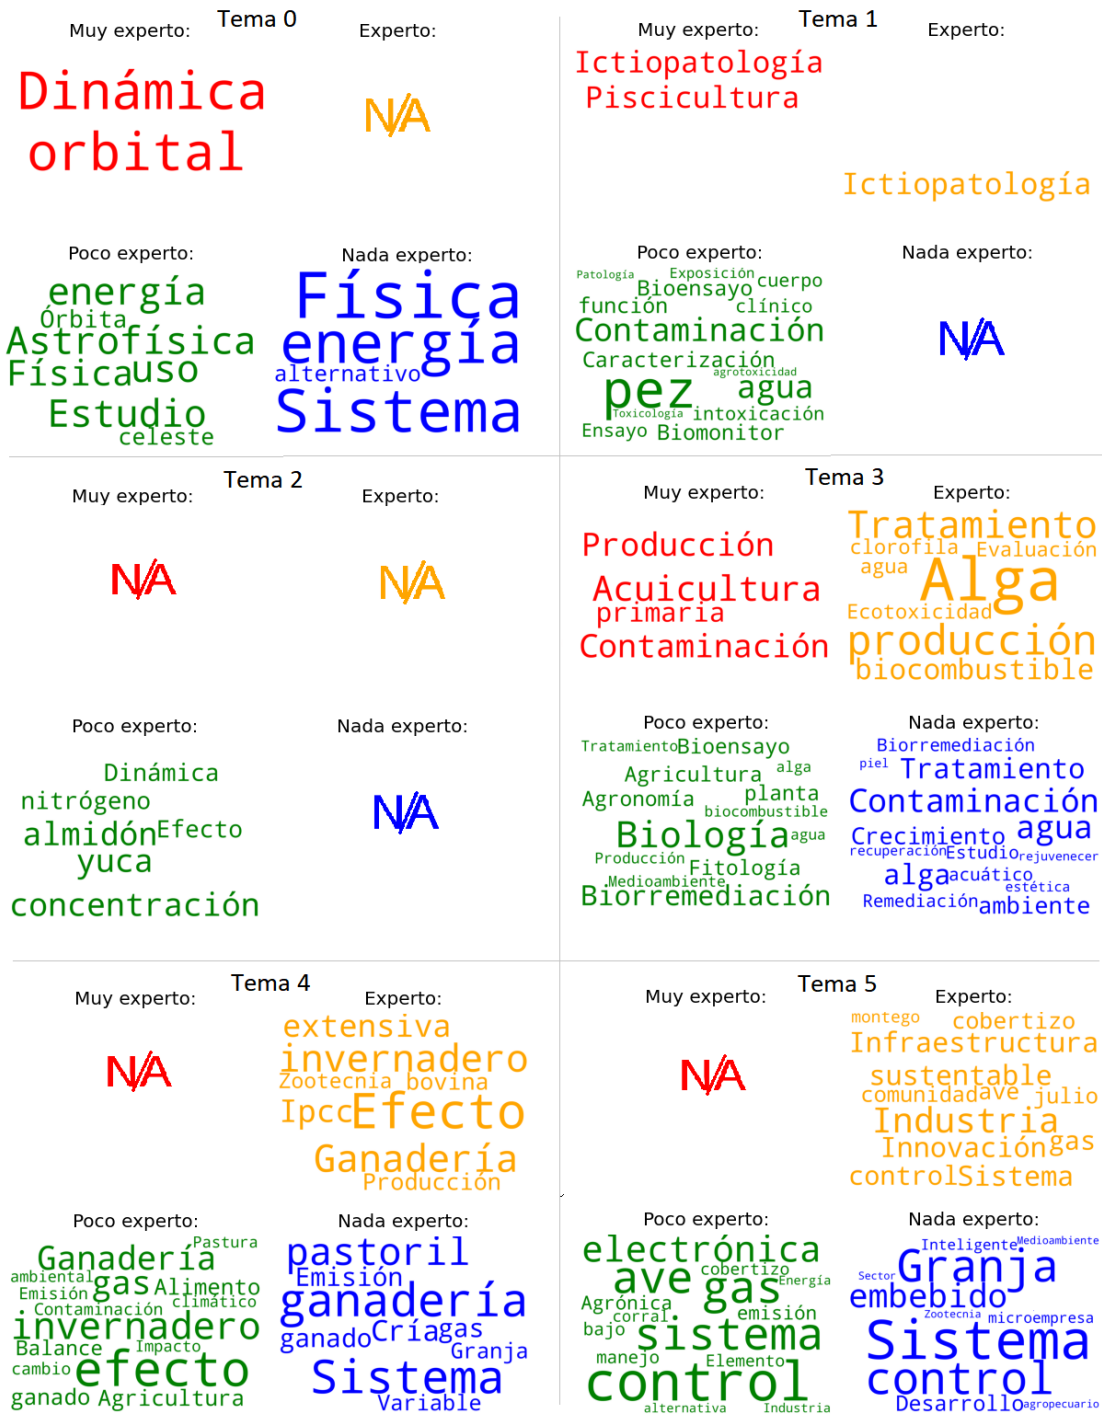 Tema 0
Muy experto:
Experto:
Dinámica
orbital
N/A
Poco experto:
Nada experto:
energía
Órbita
Astrofísica
Física uso
Estudio
celeste
Física
energía
alternativo
Sistema
Tema 1
Muy experto:
Experto:
Ictiopatología
Piscicultura
Ictiopatología
Poco experto:
Nada experto:
Patología Exposición
Bioensayo cuerpo
función clínico
Contaminación
Caracterización
agrotoxicidad
pez agua
Toxicología intoxicación
Ensayo Biomonitor
N/A
Tema 2
Muy experto:
Experto:
N/A
N/A
Poco experto:
Nada experto:
Dinámica
nitrógeno
almidón Efecto
yuca
concentración
N/A
Tema 3
Muy experto:
Experto:
Producción
Acuicultura
primaria
Contaminación
Tratamiento
clorofila Evaluación
agua Alga
Ecotoxicidad
producción
biocombustible
Poco experto:
Nada experto:
Tratamiento Bioensayo
Agricultura alga
Agronomía planta
biocombustible
Biología agua
Producción Fitología
Medioambiente
Biorremediación
Biorremediación
piel Tratamiento
Contaminación
Crecimiento agua
recuperación Estudio rejuvenecer
alga acuático
estética
Remediación ambiente
Tema 4
Muy experto:
Experto:
N/A
extensiva
invernadero
Zootecnia bovina
Ipcc Efecto
Ganadería
Producción
Poco experto:
Nada experto:
Pastura
Ganadería
ambiental gas Alimento
Emisión climático
Contaminación
invernadero
Balance Impacto
cambio efecto
ganado Agricultura
pastoril
Emisión
ganadería
ganado Cría gas
Granja
Sistema
Variable
Tema 5
Muy experto:
Experto:
N/A
montego cobertizo
Infraestructura
sustentable
comunidad ave julio
Industria
Innovación gas
control Sistema
Poco experto:
Nada experto:
electrónica
ave cobertizo
gas Energía
Agrónica
corral emisión
bajo sistema
manejo Elemento
control
alternativa Industria
Inteligente Medioambiente
Sector Granja
embebido
Zootecnia microempresa
Sistema
control
Desarrollo agropecuario